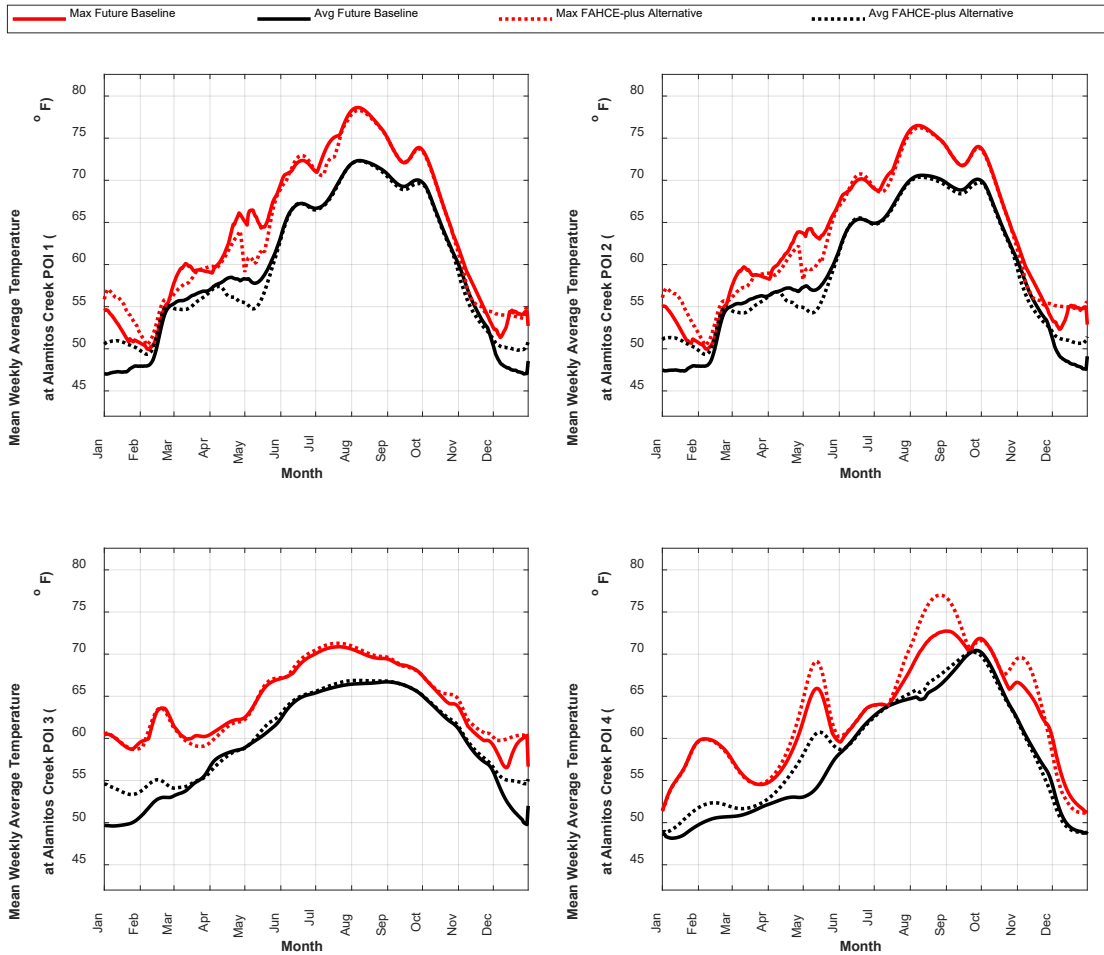 Max Future Baseline Avg Future Baseline Max FAHCE-plus Alternative Avg FAHCE-plus Alternative
Mean Weekly Average Temperature
at Alamitos Creek POI 1 (
o F)
80
75
70
65
60
55
50
45
Jan Feb Mar Apr May Jun Jul Aug Sep Oct Nov Dec
Month
Mean Weekly Average Temperature
at Alamitos Creek POI 2 (
o F)
80
75
70
65
60
55
50
45
Jan Feb Mar Apr May Jun Jul Aug Sep Oct Nov Dec
Month
Mean Weekly Average Temperature
at Alamitos Creek POI 3 (
o F)
80
75
70
65
60
55
50
45
Jan Feb Mar Apr May Jun Jul Aug Sep Oct Nov Dec
Month
Mean Weekly Average Temperature
at Alamitos Creek POI 4 (
o F)
80
75
70
65
60
55
50
45
Jan Feb Mar Apr May Jun Jul Aug Sep Oct Nov Dec
Month